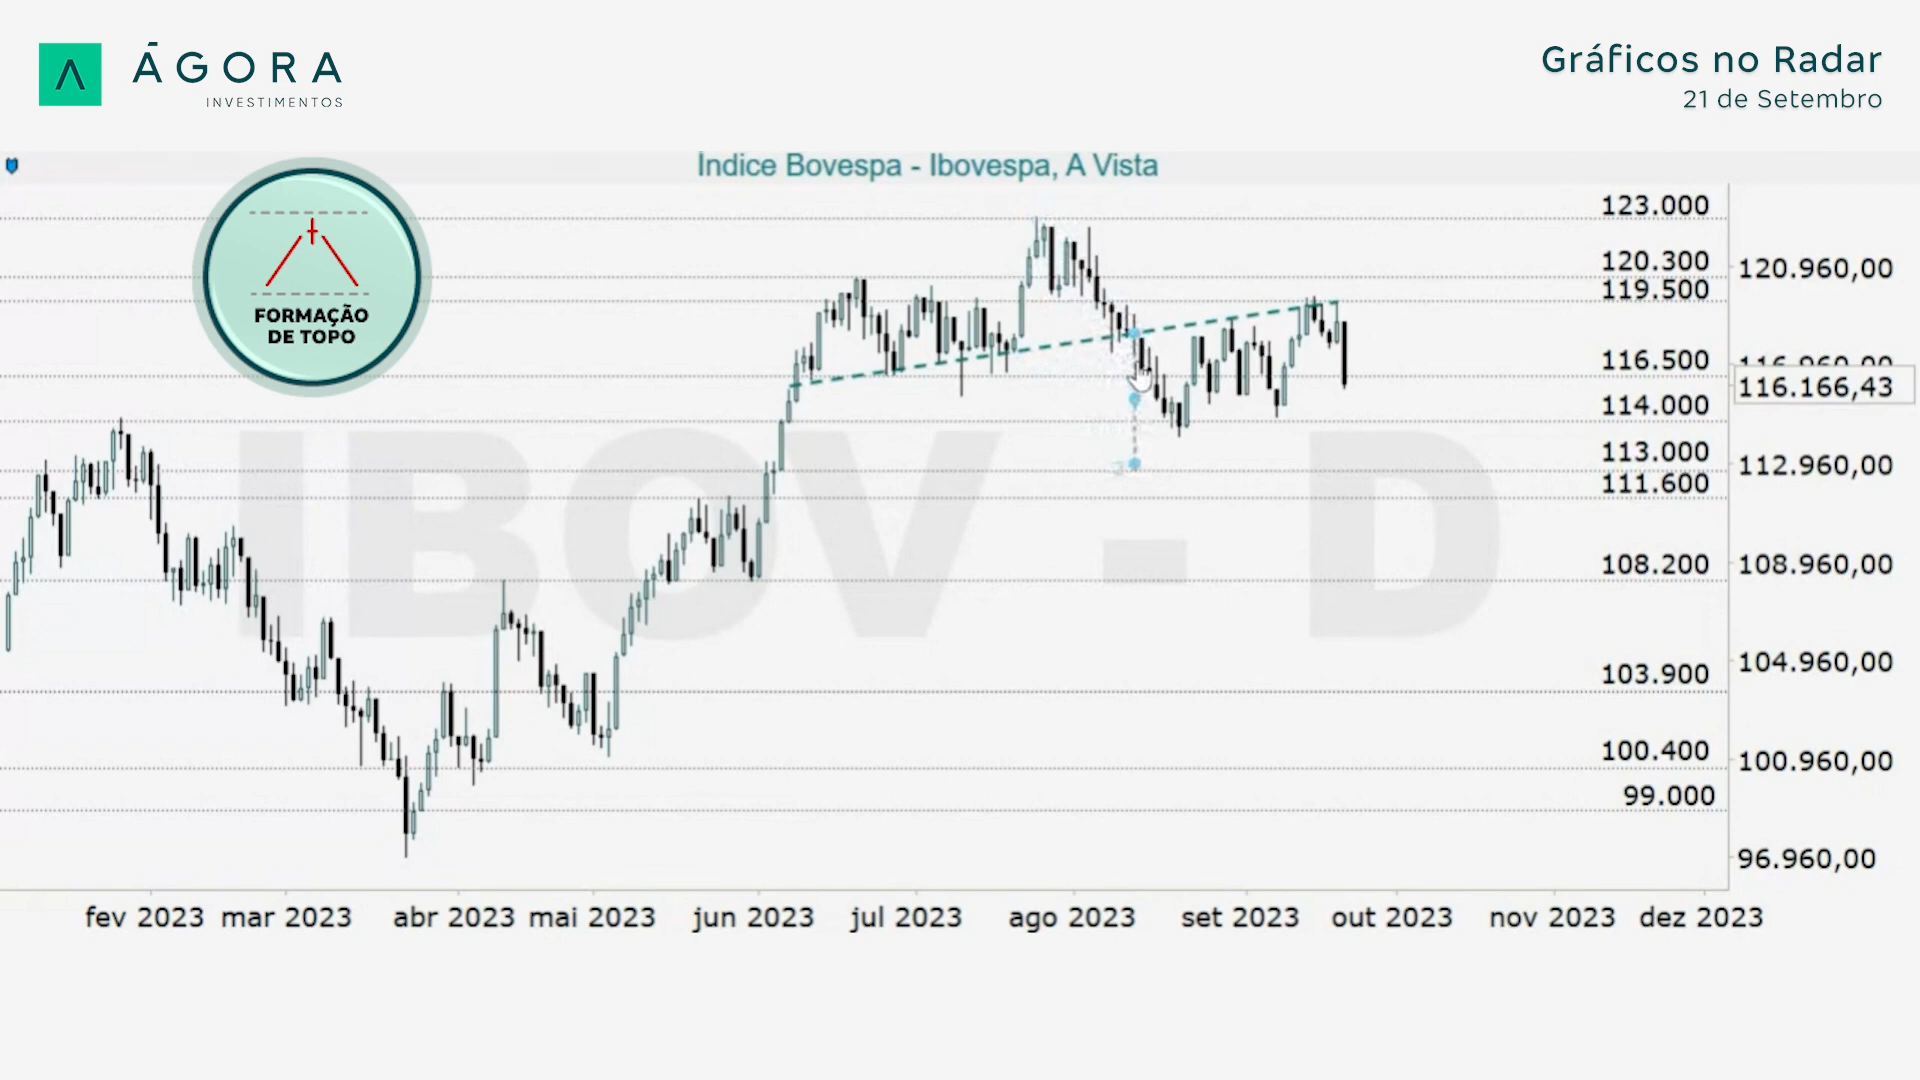 ÁGORA
INVESTIMENTOS
Gráficos no Radar
21 de Setembro
Indice Bovespa - Ibovespa, A Vista
FORMAÇÃO
DE TOPO
IBOV - D
123.000
120.300
119.500
116.500
114.000
113.000
111.600
108.200
103.900
100.400
99.000
120.960,00
116.960,00
116.166,43
112.960,00
108.960,00
104.960,00
100.960,00
96.960,00
fev 2023 mar 2023 abr 2023 mai 2023 jun 2023 jul 2023 ago 2023 set 2023 out 2023 nov 2023 dez 2023